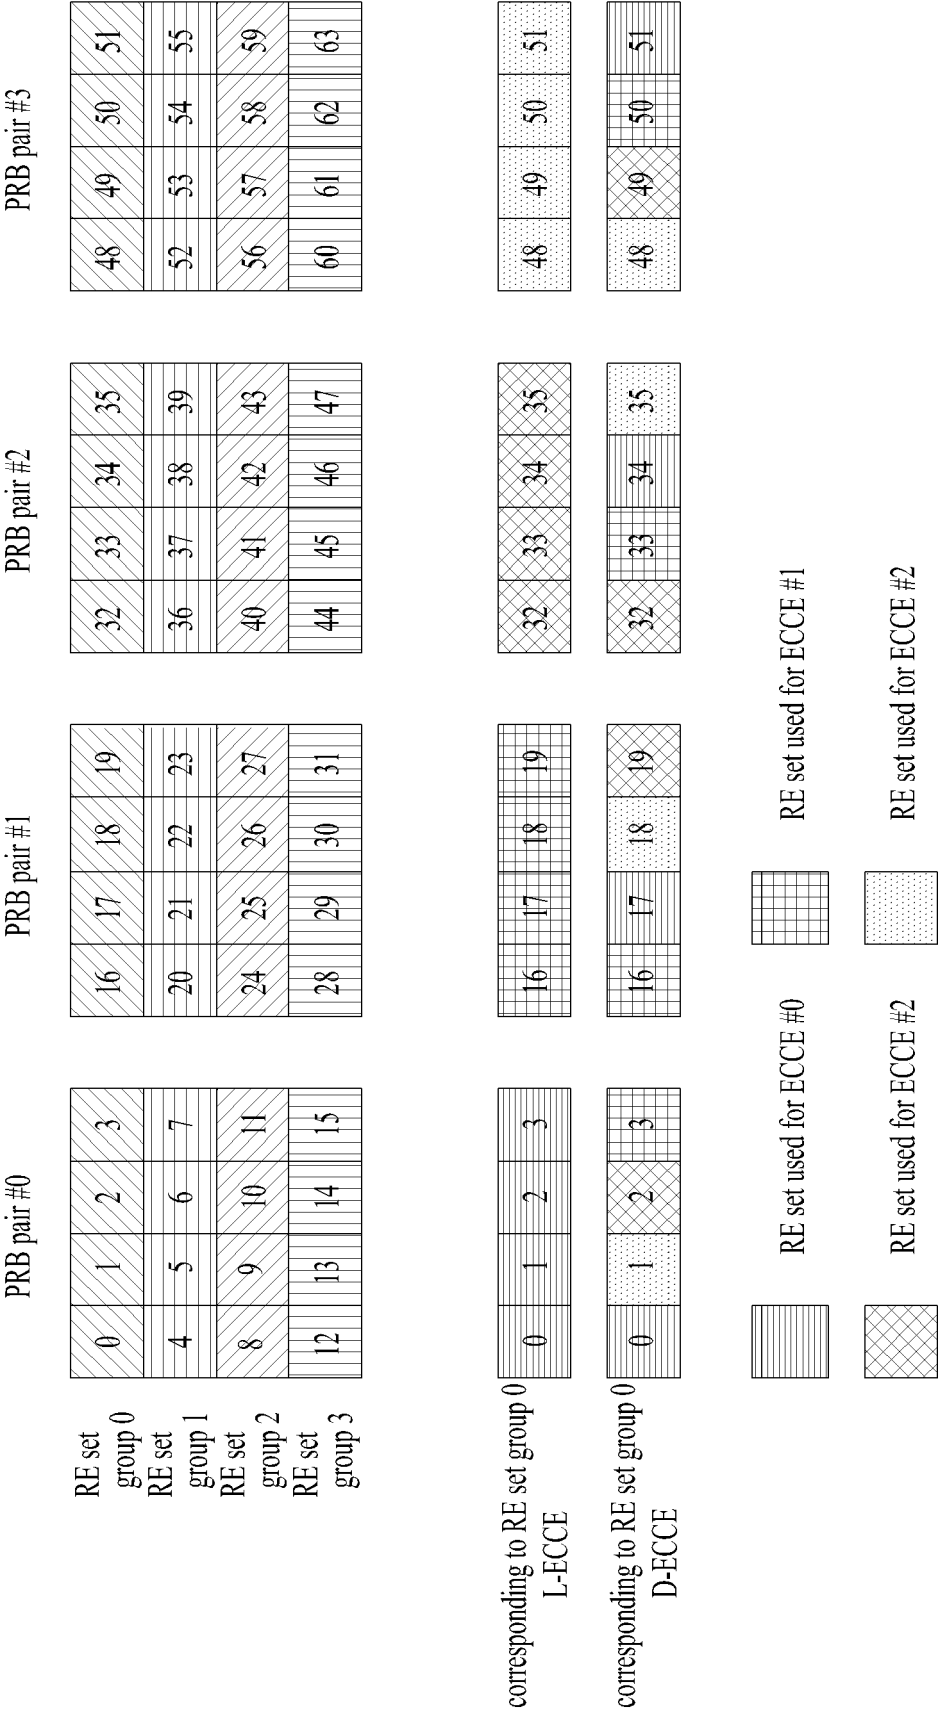 PRB pair #0 PRB pair #1 PRB pair #2 PRB pair #3
RE set
group 0
0 1 2 3 16 17 18 19 32 33 34 35 48 49 50 51
RE set
group 1
4 5 6 7 20 21 22 23 36 37 38 39 52 53 54 55
RE set
group 2
8 9 10 11 24 25 26 27 40 41 42 43 56 57 58 59
RE set
group 3
12 13 14 15 28 29 30 31 44 45 46 47 60 61 62 63
corresponding to RE set group 0
L-ECCE
0 1 2 3 16 17 18 19 32 33 34 35 48 49 50 51
corresponding to RE set group 0
D-ECCE
0 1 2 3 16 17 18 19 32 33 34 35 48 49 50 51
RE set used for ECCE #0 RE set used for ECCE #1
RE set used for ECCE #2 RE set used for ECCE #2